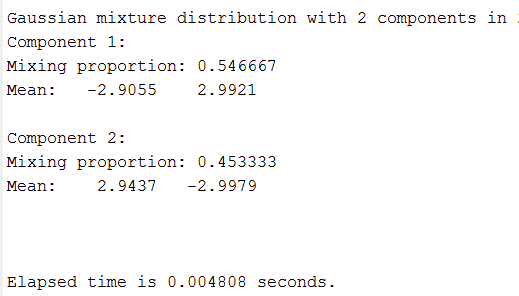 Gaussian mixture distribution with 2 components in
Component 1:
Mixing proportion: 0.546667
Mean: -2.9055 2.9921
Component 2:
Mixing proportion: 0.453333
Mean: 2.9437 -2.9979
Elapsed time is 0.004808 seconds.